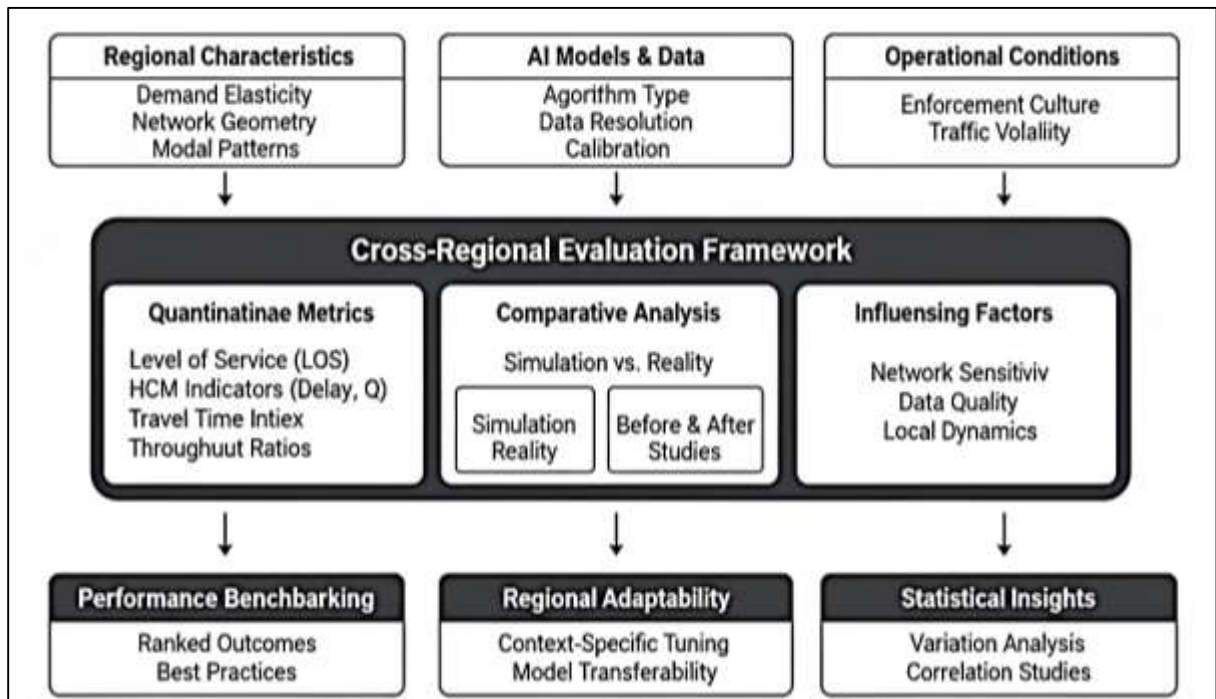 Regional Characteristics
Demand Elasticity
Network Geometry
Modal Patterns
AI Models & Data
Agorithm Type
Data Resolution
Calibration
Operational Conditions
Enforcement Culture
Traffic Volaliity
Cross-Regional Evaluation Framework
Quantinatinae Metrics
Level of Service (LOS)
HCM Indicators (Delay, Q)
Travel Time Intiex
Throughuut Ratios
Comparative Analysis
Simulation vs. Reality
Simulation
Reality
Before & After
Studies
Influensing Factors
Network Sensitiviv
Data Quality
Local Dynamics
Performance Benchbarking
Ranked Outcomes
Best Practices
Regional Adaptability
Context-Specific Tuning
Model Transferability
Statistical Insights
Variation Analysis
Correlation Studies